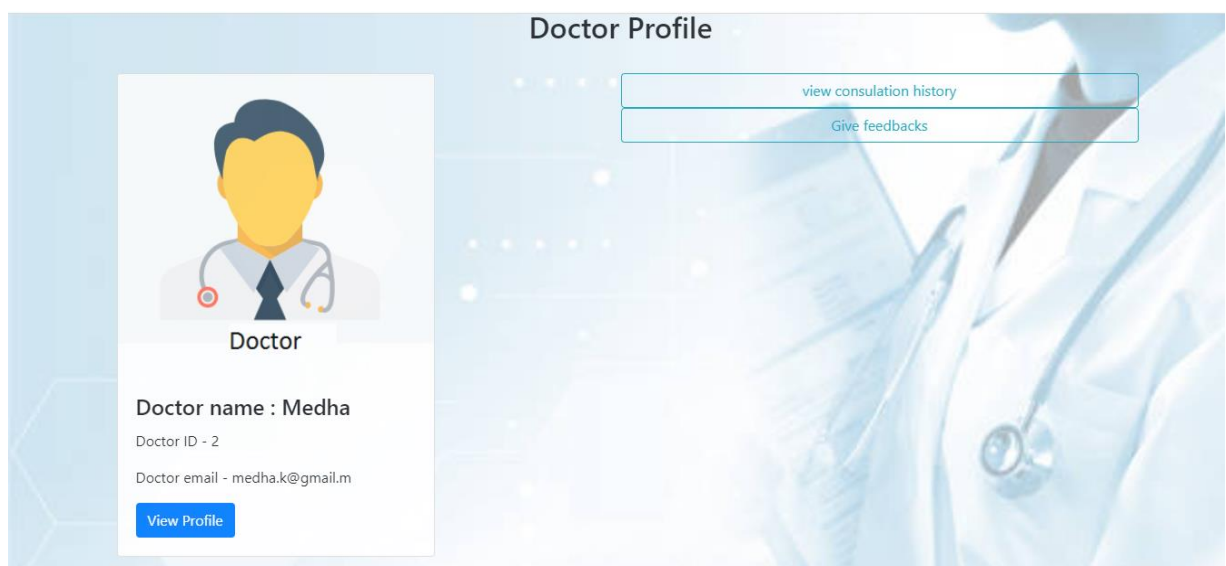 Doctor Profile
view consulation history
Give feedbacks
Doctor
Doctor name : Medha
Doctor ID - 2
Doctor email - medha.k@gmail.m
View Profile